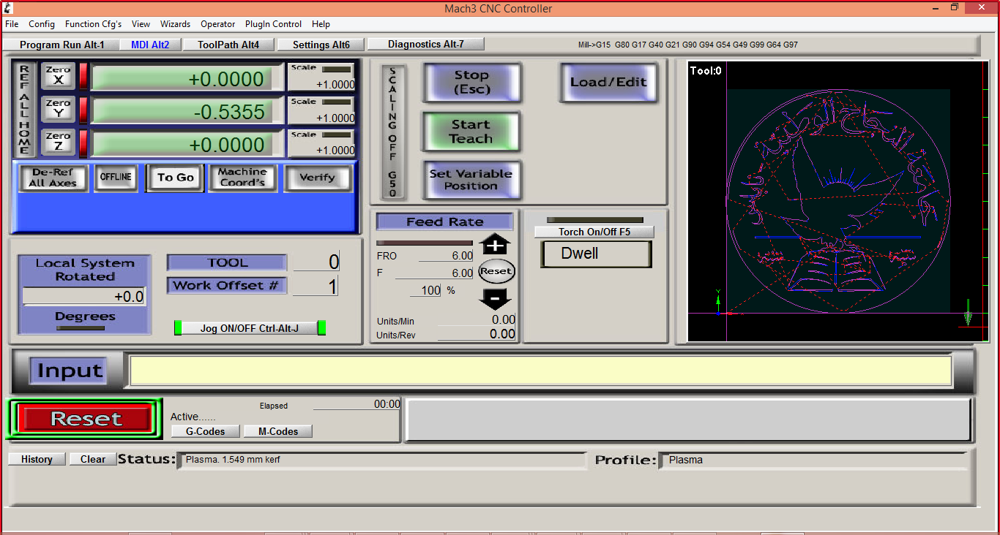 Mach3 CNC Controller
File Config Function Cfg's View Wizards Operator PlugIn Control Help
Program Run Alt-1 MDI Alt2 ToolPath Alt4 Settings Alt6 Diagnostics Alt-7 Mill->G15 G80 G17 G40 G21 G90 G94 G54 G49 G99 G64 G97
REF ALL HOME
Zero X +0.0000 Scale +1.0000
Zero Y -0.5355 Scale +1.0000
Zero Z +0.0000 Scale +1.0000
De-Ref All Axes OFFLINE To Go Machine Coord's Verify
SCALING OFF G50
Stop (Esc)
Load/Edit
Start Teach
Set Variable Position
Tool:0
Y
Local System
Rotated
+0.0
Degrees
TOOL 0
Work Offset # 1
Jog ON/OFF Ctrl-Alt-J
Feed Rate
FRO 6.00
F 6.00
100 %
Reset
Units/Min 0.00
Units/Rev 0.00
Torch On/Off F5
Dwell
Input
Reset
Elapsed 00:00
Active......
G-Codes M-Codes
History Clear Status: Plasma. 1.549 mm kerf Profile: Plasma